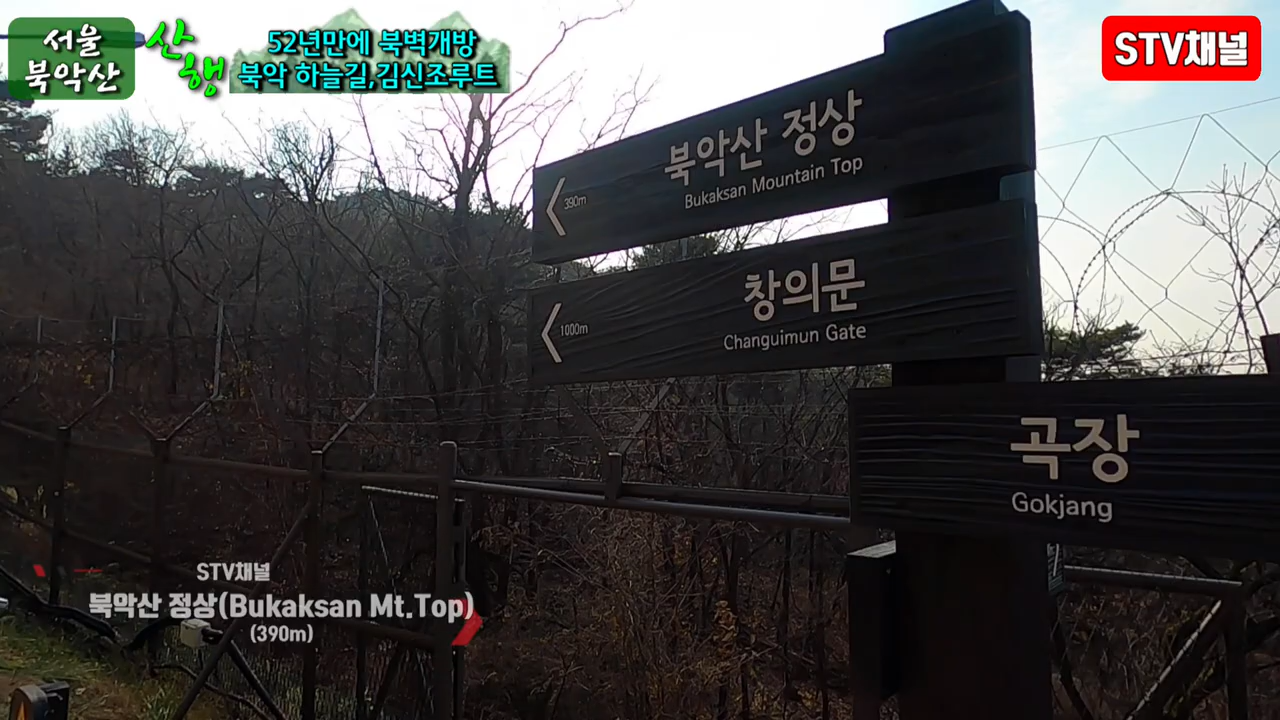 서울
북악산
산행
52년만에 북벽개방
북악 하늘길,김신조루트
STV채널
북악산 정상
390m
Bukaksan Mountain Top
창의문
1000m
Changuimun Gate
곡장
Gokjang
STV채널
북악산 정상(Bukaksan Mt.Top)
(390m)